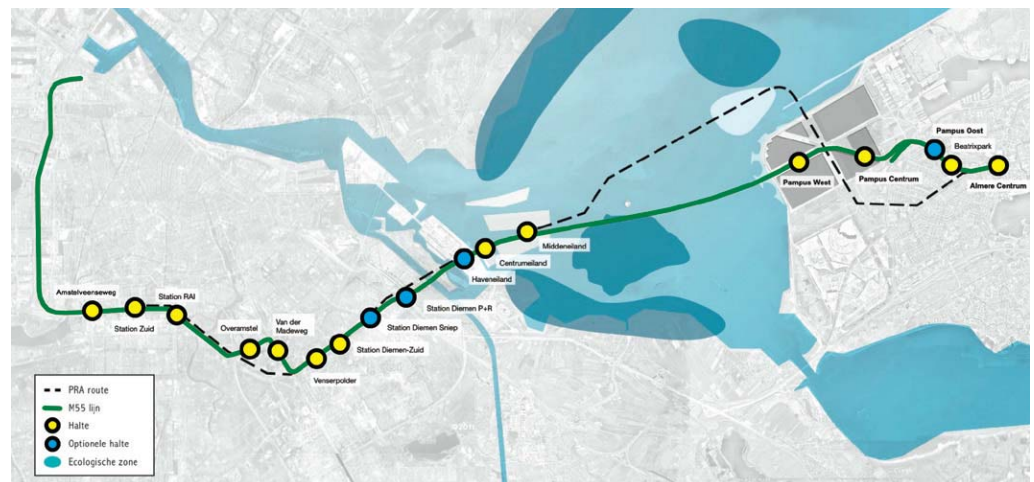 Pampus Oost
Beatrixpark
Pampus West
Pampus Centrum
Almere Centrum
Middeneiland
Centrumeiland
Haveneiland
Station Diemen P+R
Station Diemen Sniep
Station Diemen-Zuid
Venserpolder
Van der
Madeweg
Overamstel
Station RAI
Station Zuid
Amstelveenseweg
PRA route
M55 lijn
Halte
Optionele halte
Ecologische zone